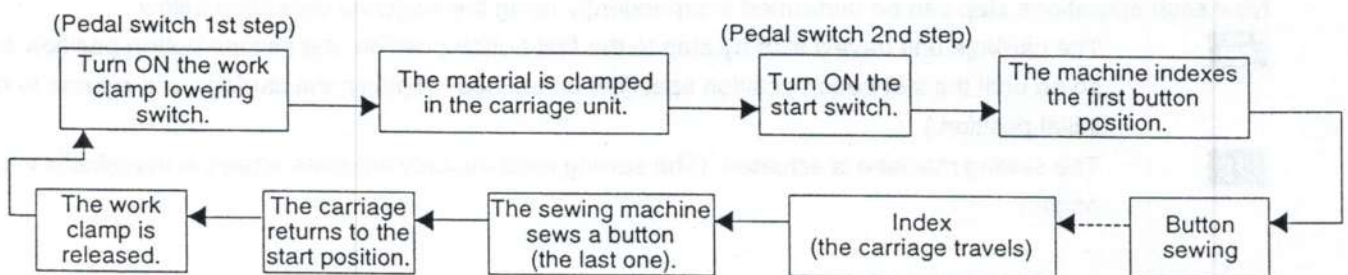 (Pedal switch 1st step)
Turn ON the work
clamp lowering
switch.
The material is clamped
in the carriage unit.
(Pedal switch 2nd step)
Turn ON the
start switch.
The machine indexes
the first button
position.
Button
sewing
Index
(the carriage travels)
The sewing machine
sews a button
(the last one).
The carriage
returns to the
start position.
The work
clamp is
released.